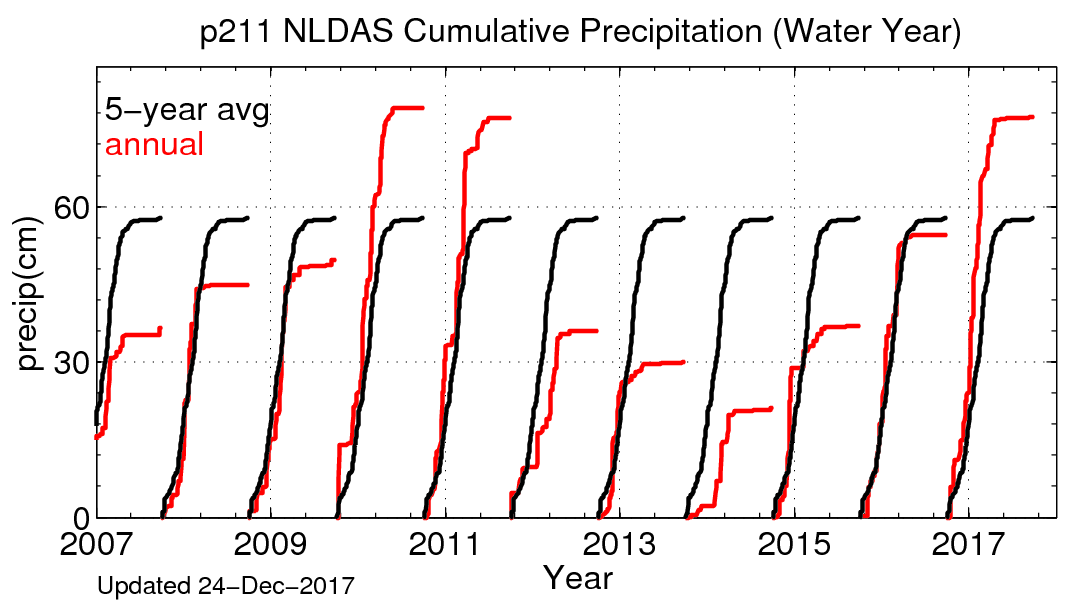 p211 NLDAS Cumulative Precipitation (Water Year)
5−year avg
annual
precip(cm)
60
30
0
2007 2009 2011 2013 2015 2017
Year
Updated 24−Dec−2017